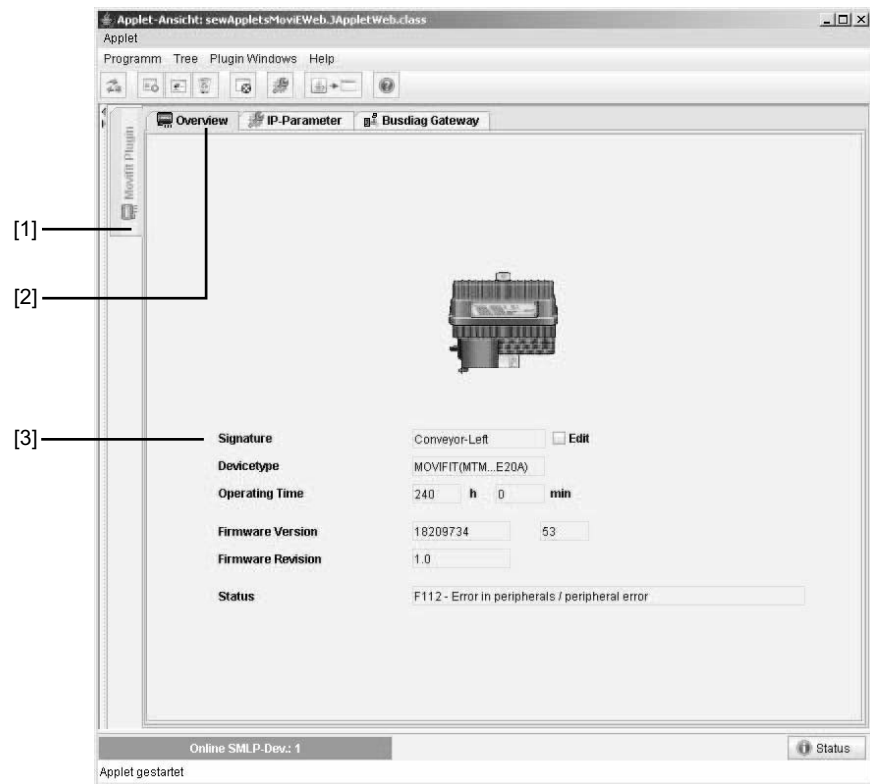 Applet-Ansicht: sewAppletsMoviEWeb.JAppletWeb.class
Applet
Programm Tree Plugin Windows Help
Overview IP-Parameter Busdiag Gateway
Movifit Plugin
[1]
[2]
[3]
Signature Conveyor-Left Edit
Devicetype MOVIFIT(MTM...E20A)
Operating Time 240 h 0 min
Firmware Version 18209734 53
Firmware Revision 1.0
Status F112 - Error in peripherals / peripheral error
Online SMLP-Dev.: 1 Status
Applet gestartet